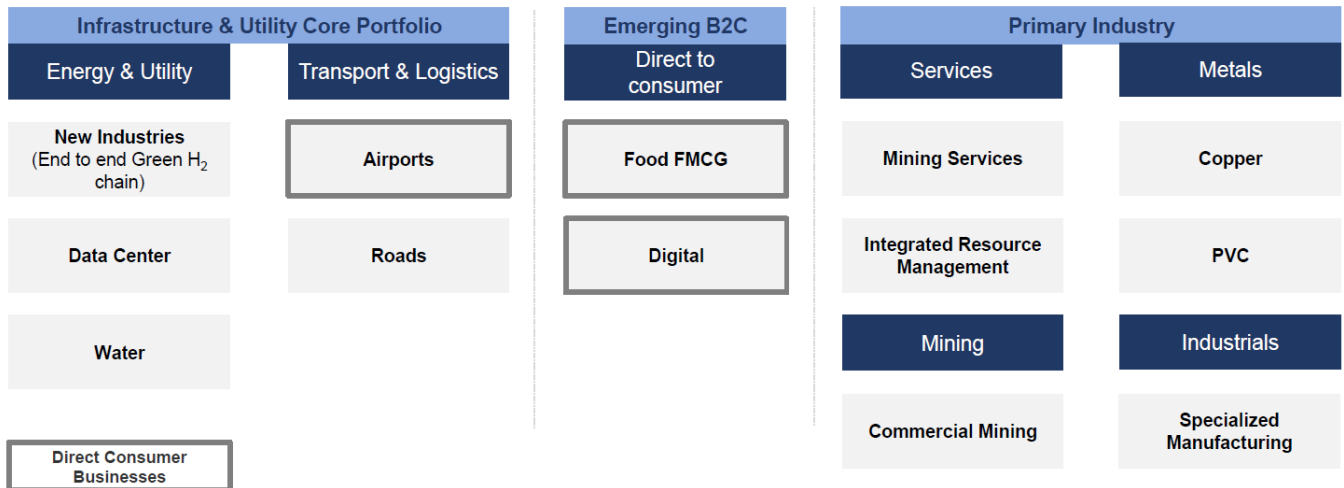 Infrastructure & Utility Core Portfolio
Energy & Utility
Transport & Logistics
New Industries
(End to end Green H₂
chain)
Airports
Data Center
Roads
Water
Direct Consumer
Businesses
Emerging B2C
Direct to
consumer
Food FMCG
Digital
Primary Industry
Services
Metals
Mining Services
Copper
Integrated Resource
Management
PVC
Mining
Industrials
Commercial Mining
Specialized
Manufacturing